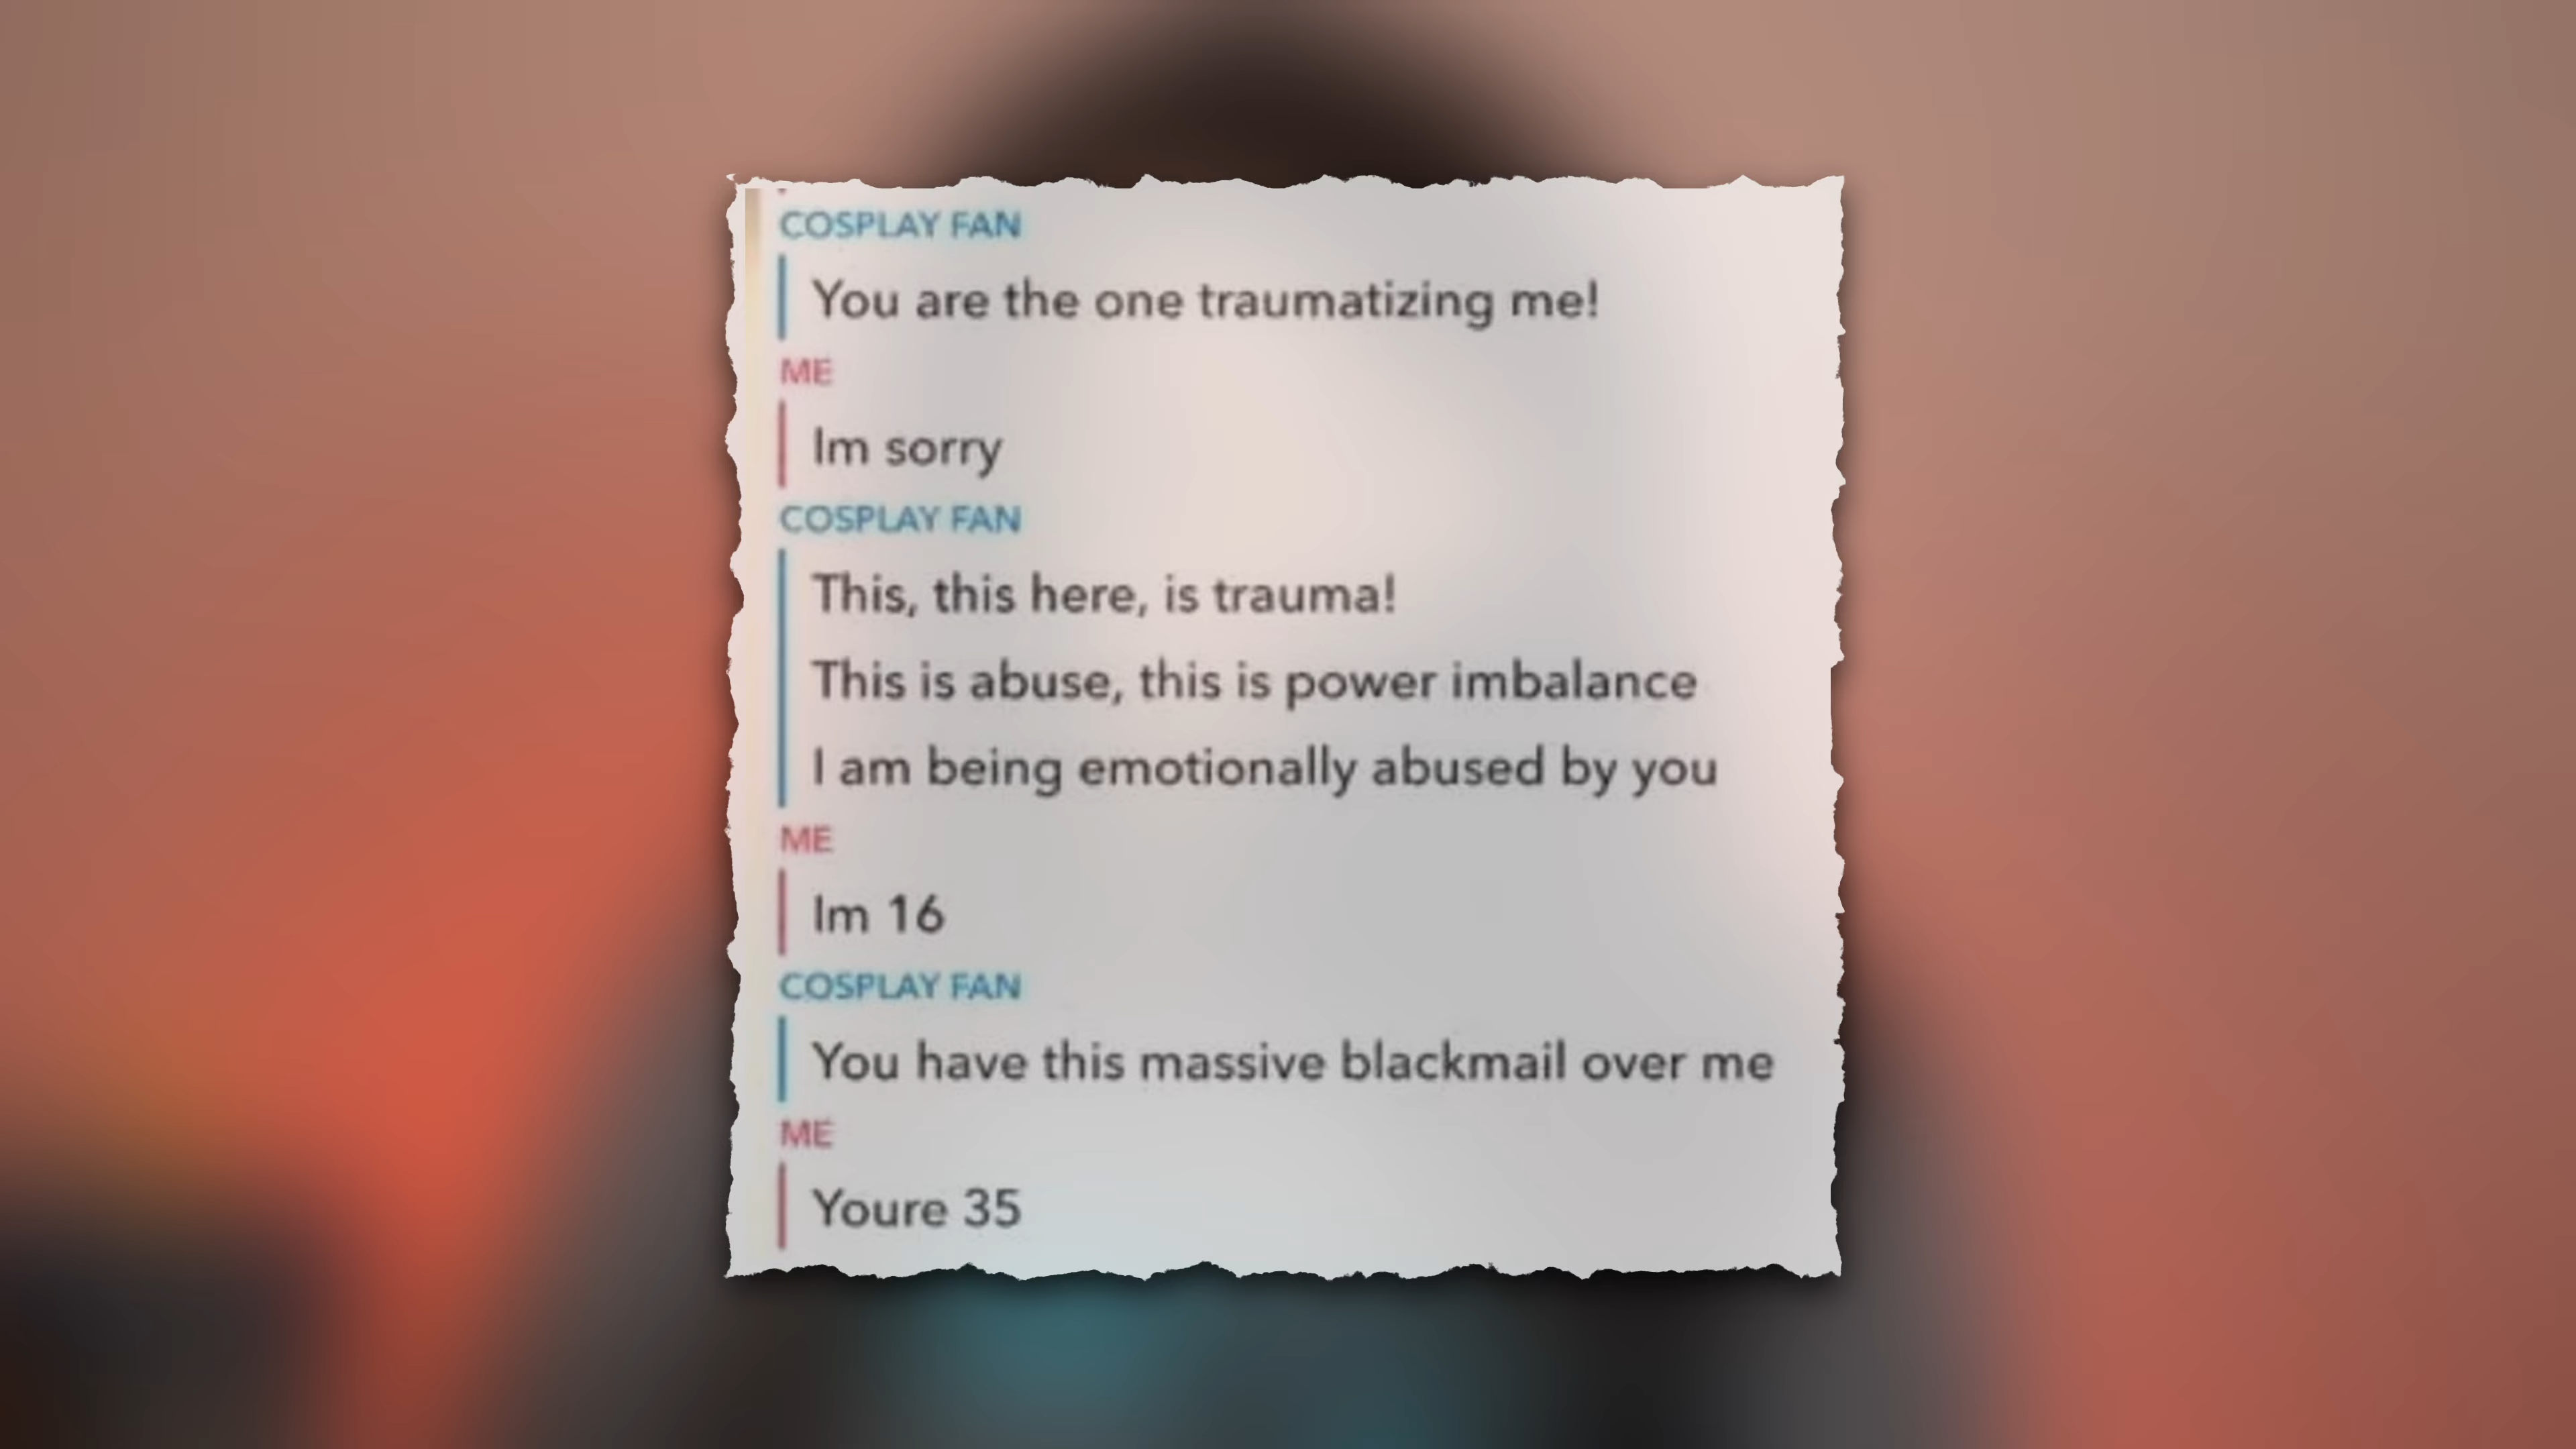 COSPLAY FAN
You are the one traumatizing me!
ME
Im sorry
COSPLAY FAN
This, this here, is trauma!
This is abuse, this is power imbalance
I am being emotionally abused by you
ME
Im 16
COSPLAY FAN
You have this massive blackmail over me
ME
Youre 35